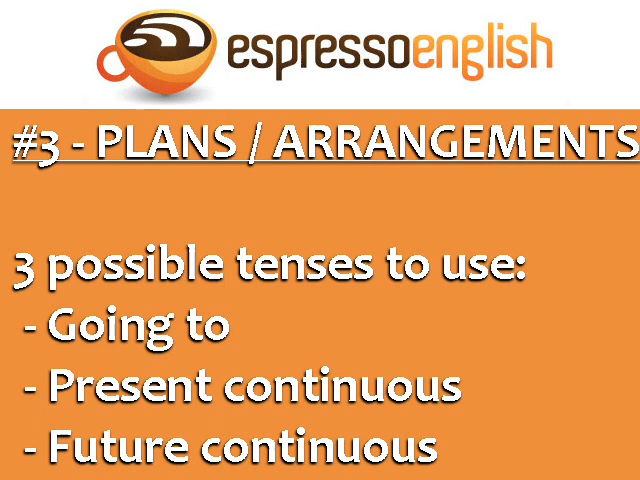 espressoenglish
#3 - PLANS / ARRANGEMENTS
3 possible tenses to use:
- Going to
- Present continuous
- Future continuous